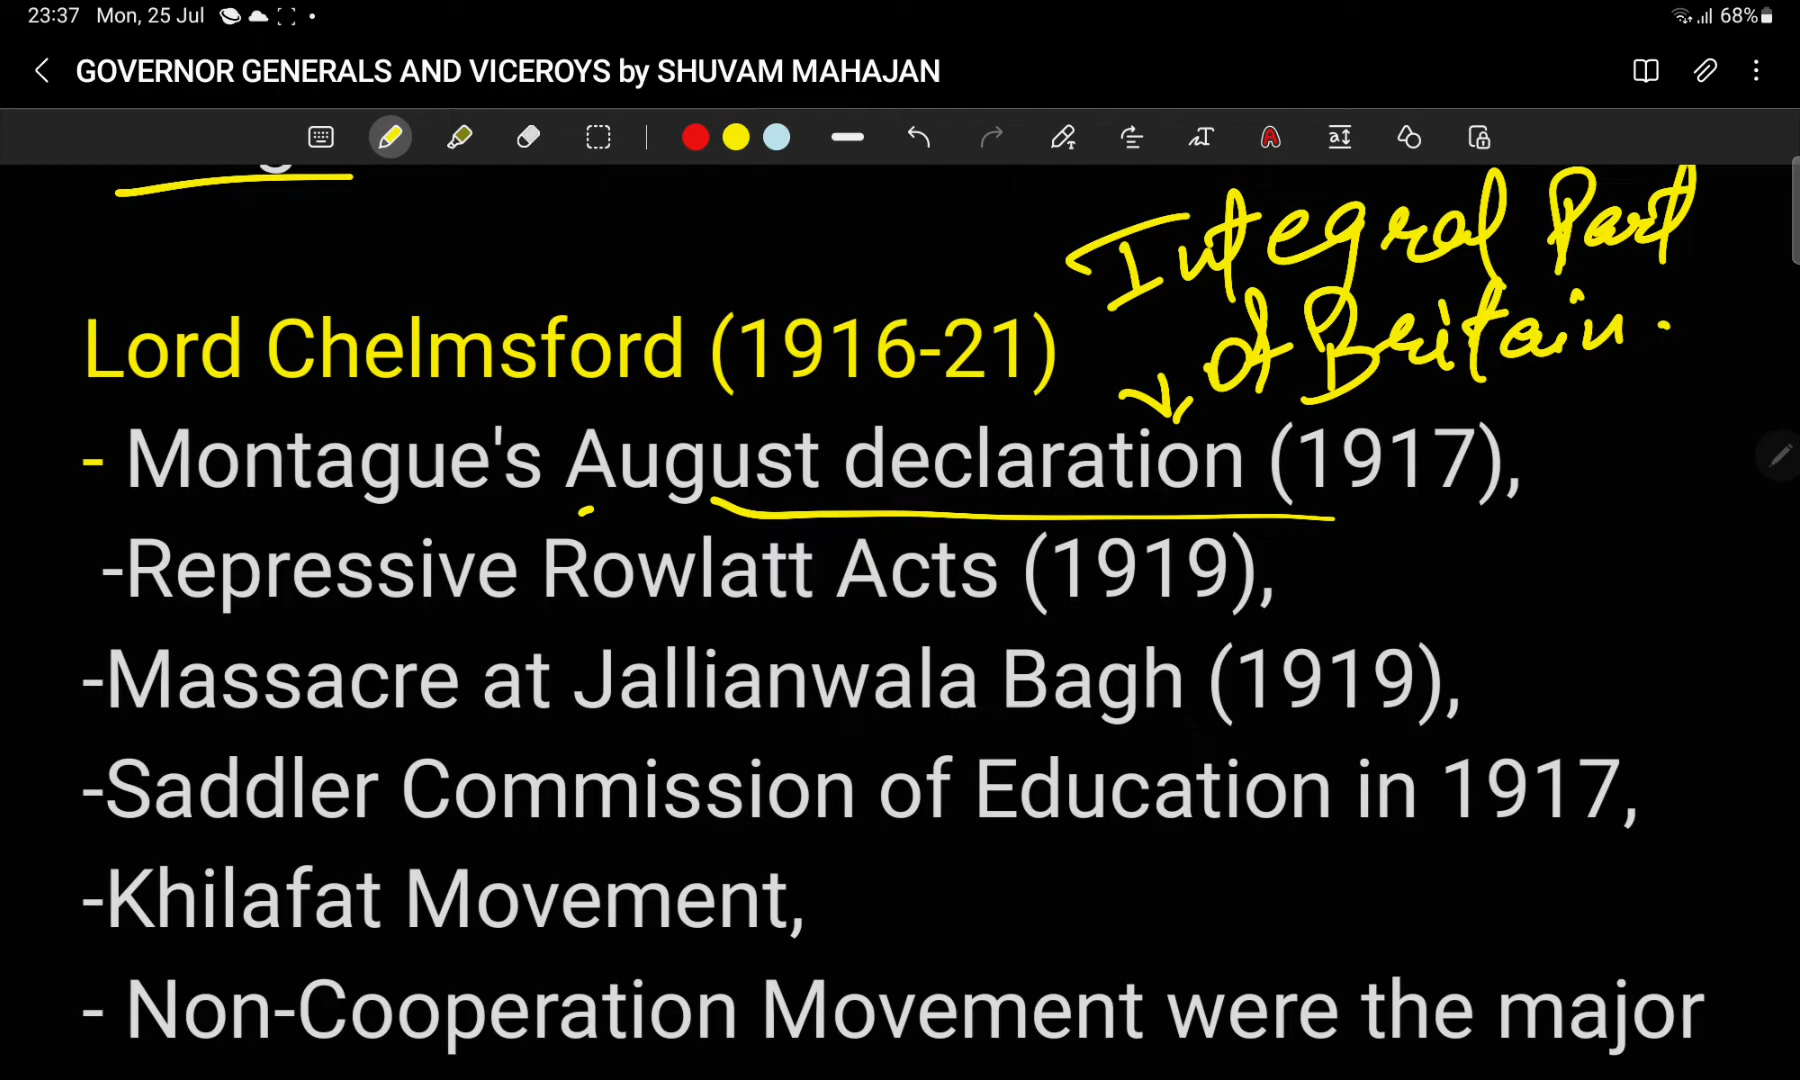 23:37 Mon, 25 Jul 68%
GOVERNOR GENERALS AND VICEROYS by SHUVAM MAHAJAN
Integral Part
of Britain.
Lord Chelmsford (1916-21)
- Montague's August declaration (1917),
-Repressive Rowlatt Acts (1919),
-Massacre at Jallianwala Bagh (1919),
-Saddler Commission of Education in 1917,
-Khilafat Movement,
- Non-Cooperation Movement were the major